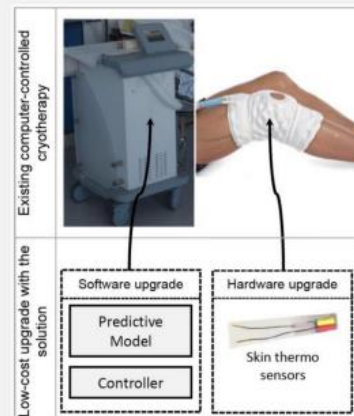 Existing computer-controlled
cryotherapy
Low-cost upgrade with the
solution
Software upgrade
Predictive
Model
Controller
Hardware upgrade
Skin thermo
sensors